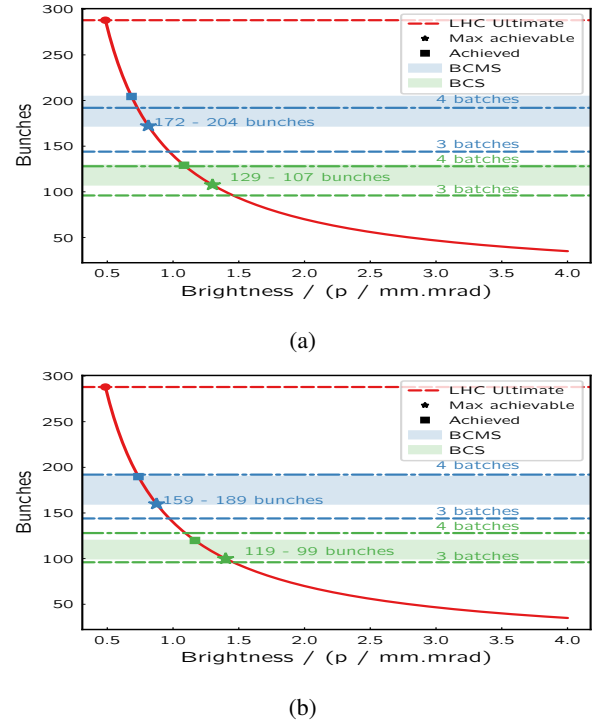 300
250
200
150
100
50
Bunches
LHC Ultimate
Max achievable
Achieved
BCMS
BCS
4 batches
172 - 204 bunches
3 batches
4 batches
129 - 107 bunches
3 batches
0.5 1.0 1.5 2.0 2.5 3.0 3.5 4.0
Brightness / (p / mm.mrad)
(a)
300
250
200
150
100
50
Bunches
LHC Ultimate
Max achievable
Achieved
BCMS
BCS
4 batches
159 - 189 bunches
3 batches
4 batches
119 - 99 bunches
3 batches
0.5 1.0 1.5 2.0 2.5 3.0 3.5 4.0
Brightness / (p / mm.mrad)
(b)